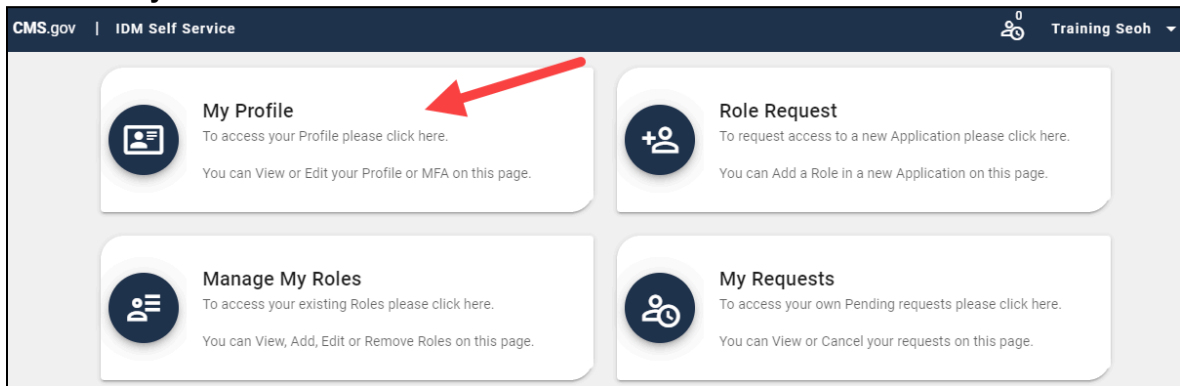 CMS.gov | IDM Self Service
0
Training Seoh
My Profile
To access your Profile please click here.
You can View or Edit your Profile or MFA on this page.
Role Request
To request access to a new Application please click here.
You can Add a Role in a new Application on this page.
Manage My Roles
To access your existing Roles please click here.
You can View, Add, Edit or Remove Roles on this page.
My Requests
To access your own Pending requests please click here.
You can View or Cancel your requests on this page.